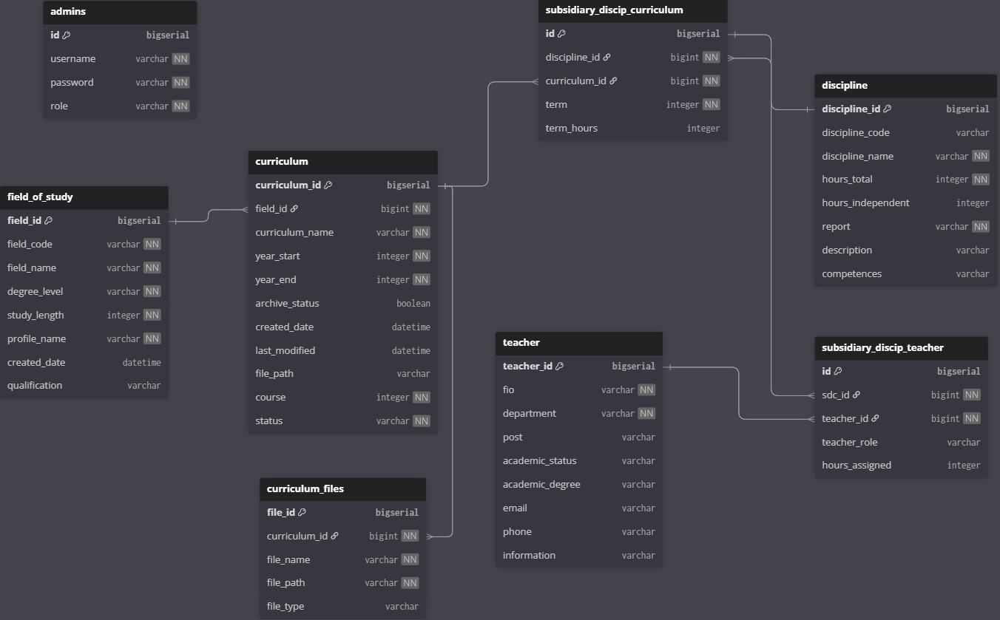 admins
id bigserial
username varchar NN
password varchar NN
role varchar NN
subsidiary_discip_curriculum
id bigserial
discipline_id bigint NN
curriculum_id bigint NN
term integer NN
term_hours integer
discipline
discipline_id bigserial
discipline_code varchar
discipline_name varchar NN
hours_total integer NN
hours_independent integer
report varchar NN
description varchar
competences varchar
curriculum
curriculum_id bigserial
field_id bigint NN
curriculum_name varchar NN
year_start integer NN
year_end integer NN
archive_status boolean
created_date datetime
last_modified datetime
file_path varchar
course integer NN
status varchar NN
field_of_study
field_id bigserial
field_code varchar NN
field_name varchar NN
degree_level varchar NN
study_length integer NN
profile_name varchar NN
created_date datetime
qualification varchar
teacher
teacher_id bigserial
fio varchar NN
department varchar NN
post varchar
academic_status varchar
academic_degree varchar
email varchar
phone varchar
information varchar
subsidiary_discip_teacher
id bigserial
sdc_id bigint NN
teacher_id bigint NN
teacher_role varchar
hours_assigned integer
curriculum_files
file_id bigserial
curriculum_id bigint NN
file_name varchar NN
file_path varchar NN
file_type varchar